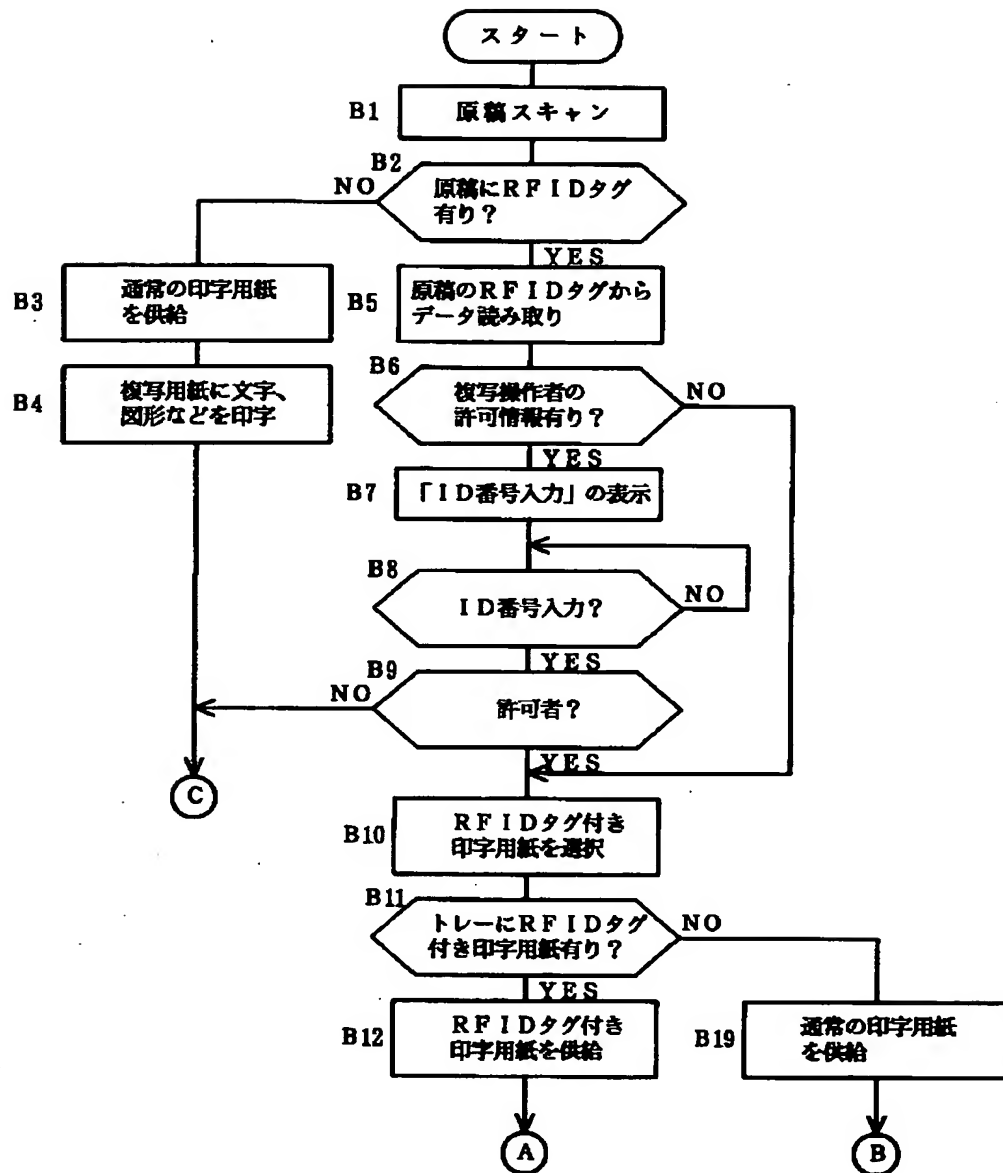 スタート
B1
原稿スキャン
B2
NO
原稿にRFIDタグ
有り？
YES
B3
通常の印字用紙
を供給
B5
原稿のRFIDタグから
データ読み取り
B4
複写用紙に文字、
図形などを印字
B6
複写操作者の
許可情報有り？
NO
YES
B7
「ID番号入力」の表示
B8
ID番号入力？
NO
YES
B9
NO
許可者？
YES
C
B10
RFIDタグ付き
印字用紙を選択
B11
トレーにRFIDタグ
付き印字用紙有り？
NO
YES
B12
RFIDタグ付き
印字用紙を供給
B19
通常の印字用紙
を供給
A
B